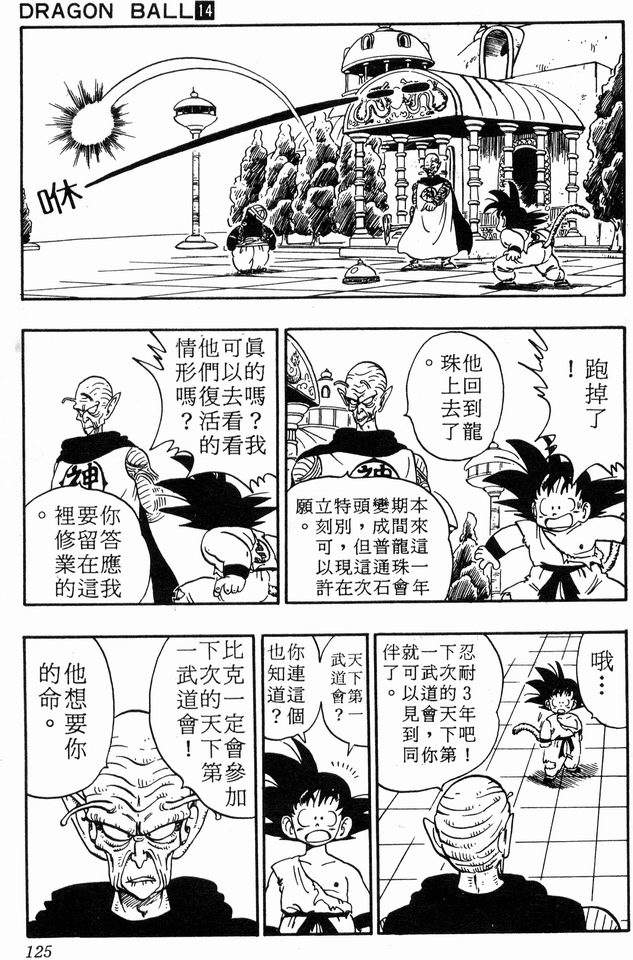 DRAGON BALL 14
咻
跑掉了
！
他回到龍
珠上去了
。
本來這一年
期間龍珠會
變成普通石
頭，但這次
特別，現在
立刻可以許
願。
眞的嗎？我
可以去看看
他們復活的
情形嗎？
神
你答應我
要留在這
裡修業的
。
哦…
忍耐3年吧！
下次的天下第
一武道會，你
就可以見到同
伴了。
天下第一
武道會？
你連這個
也知道？
比克一定會參加
下次的天下第
一武道會！
他想要你
的命。
125